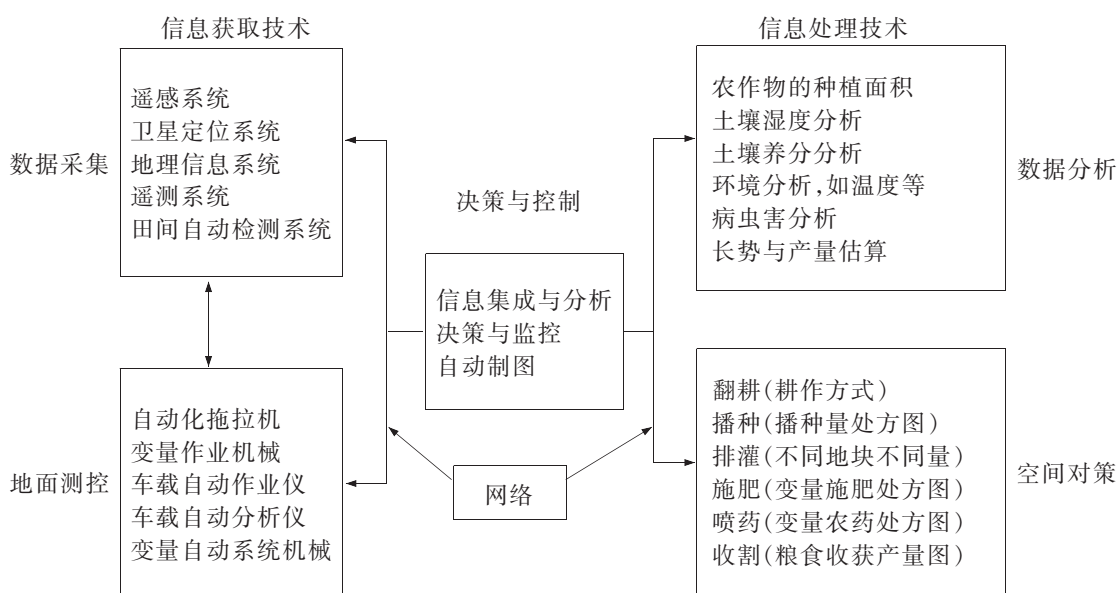 信息获取技术
信息处理技术
数据采集
遥感系统
卫星定位系统
地理信息系统
遥测系统
田间自动检测系统
决策与控制
信息集成与分析
决策与监控
自动制图
农作物的种植面积
土壤湿度分析
土壤养分分析
环境分析,如温度等
病虫害分析
长势与产量估算
数据分析
地面测控
自动化拖拉机
变量作业机械
车载自动作业仪
车载自动分析仪
变量自动系统机械
网络
翻耕(耕作方式)
播种(播种量处方图)
排灌(不同地块不同量)
施肥(变量施肥处方图)
喷药(变量农药处方图)
收割(粮食收获产量图)
空间对策